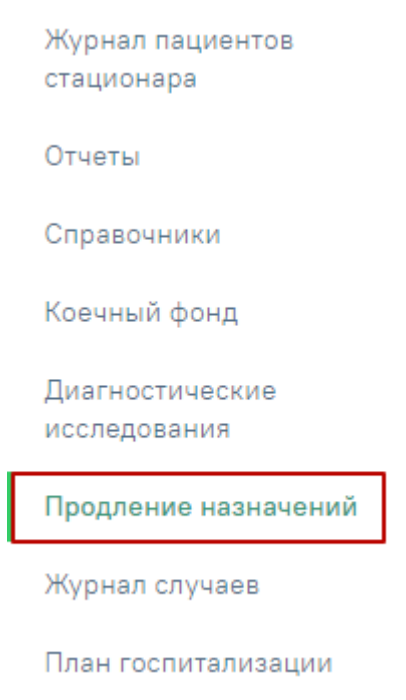 Журнал пациентов
стационара
Отчеты
Справочники
Коечный фонд
Диагностические
исследования
Продление назначений
Журнал случаев
План госпитализации